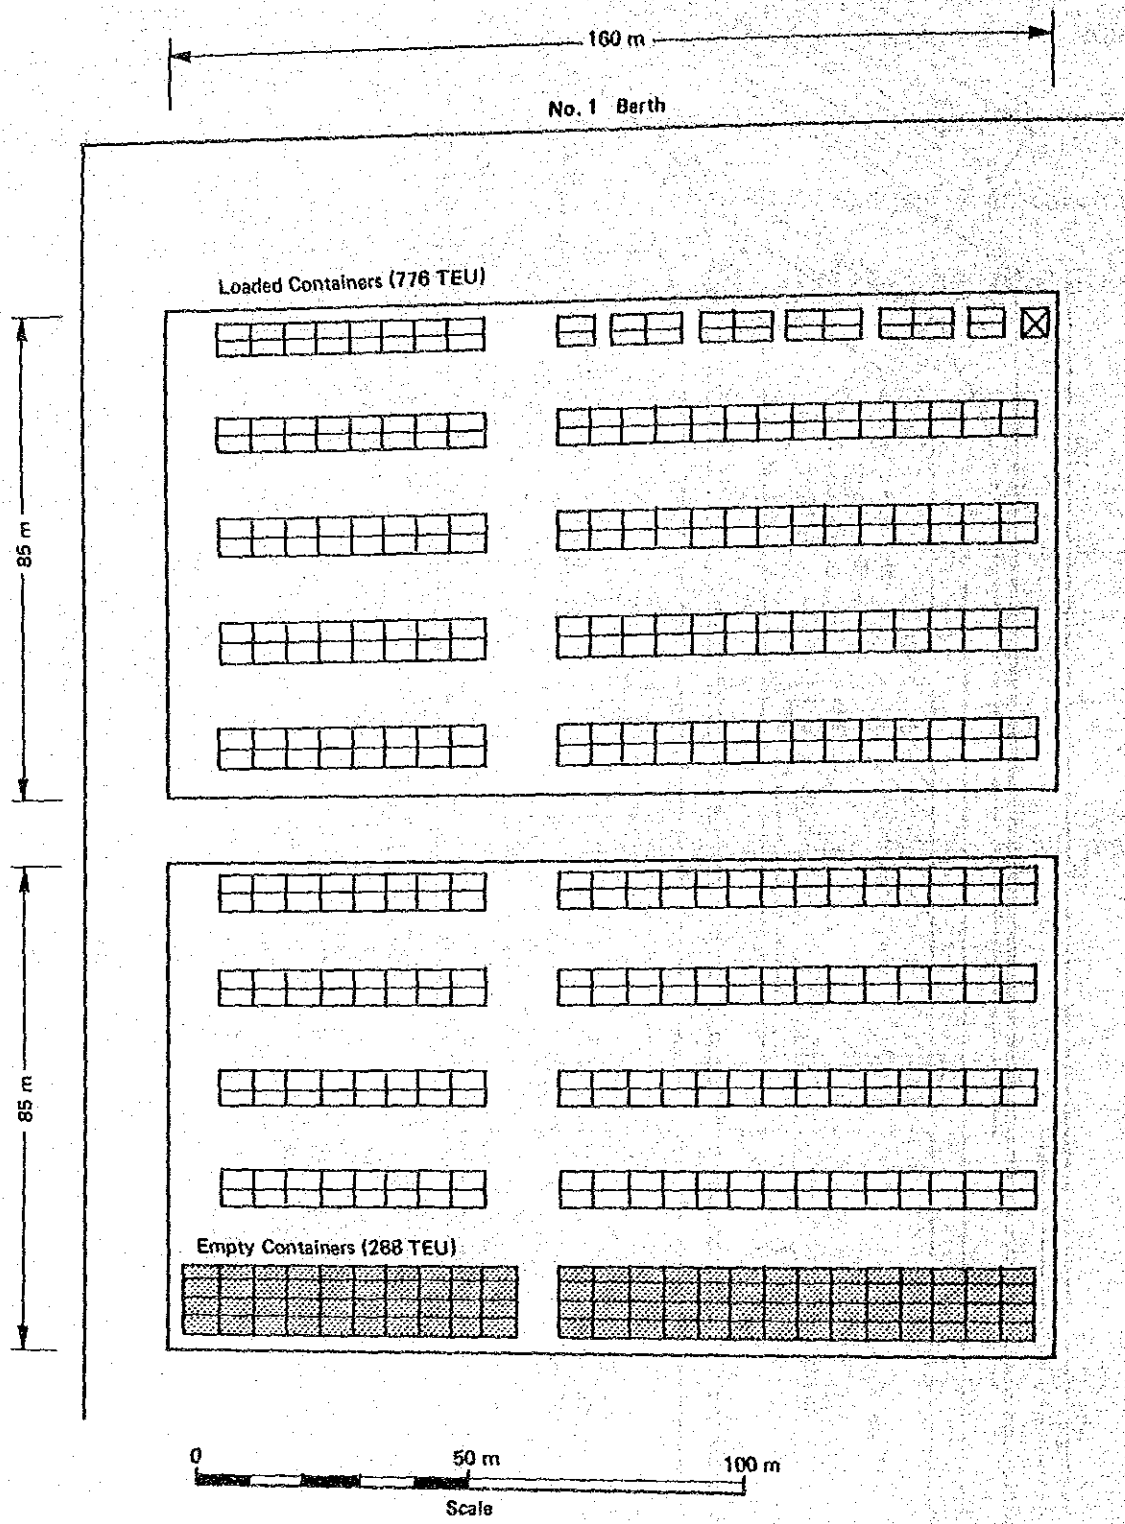 160 m
No. 1 Berth
Loaded Containers (776 TEU)
85 m
85 m
Empty Containers (288 TEU)
0 50 m 100 m
Scale